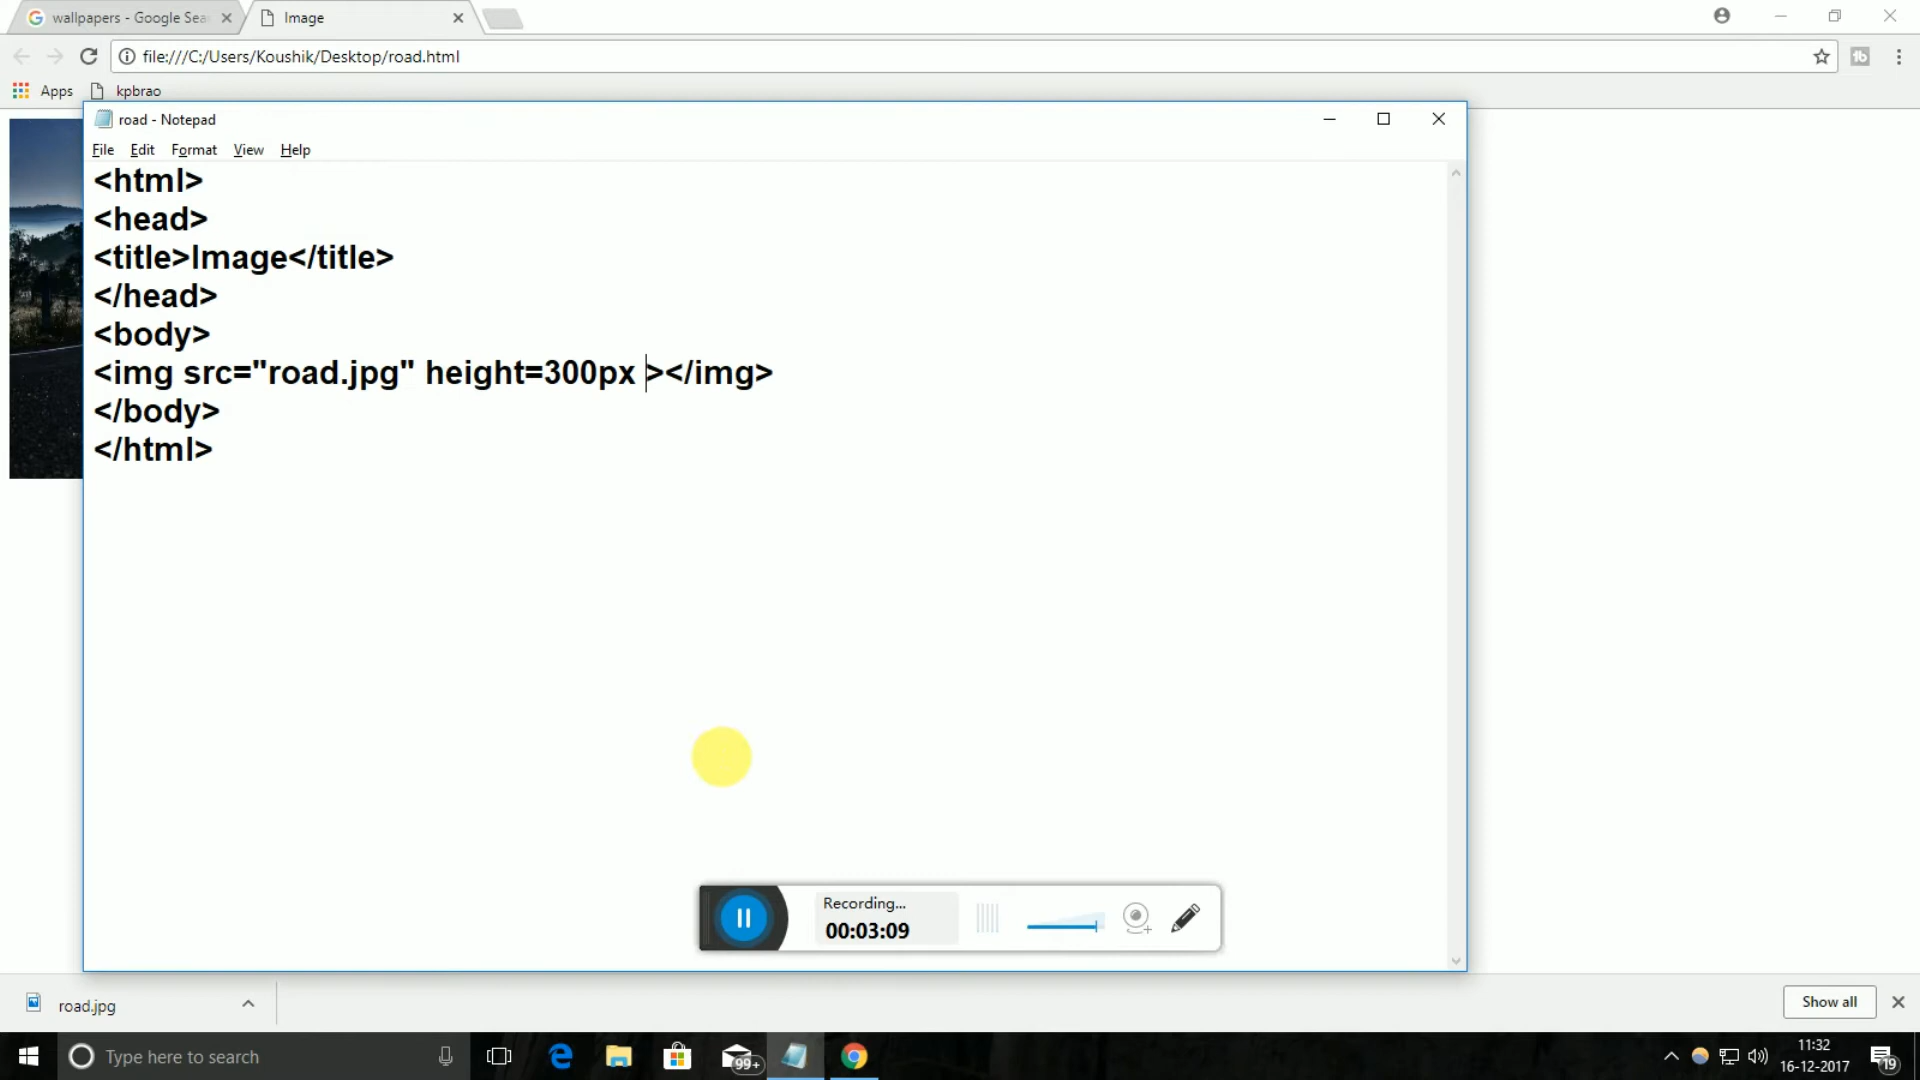 wallpapers - Google Sea
Image
file:///C:/Users/Koushik/Desktop/road.html
Apps
kpbrao
road - Notepad
File Edit Format View Help
<html>
<head>
<title>Image</title>
</head>
<body>
<img src="road.jpg" height=300px ></img>
</body>
</html>
Recording...
00:03:09
road.jpg
Show all
Type here to search
99+
11:32
16-12-2017
19